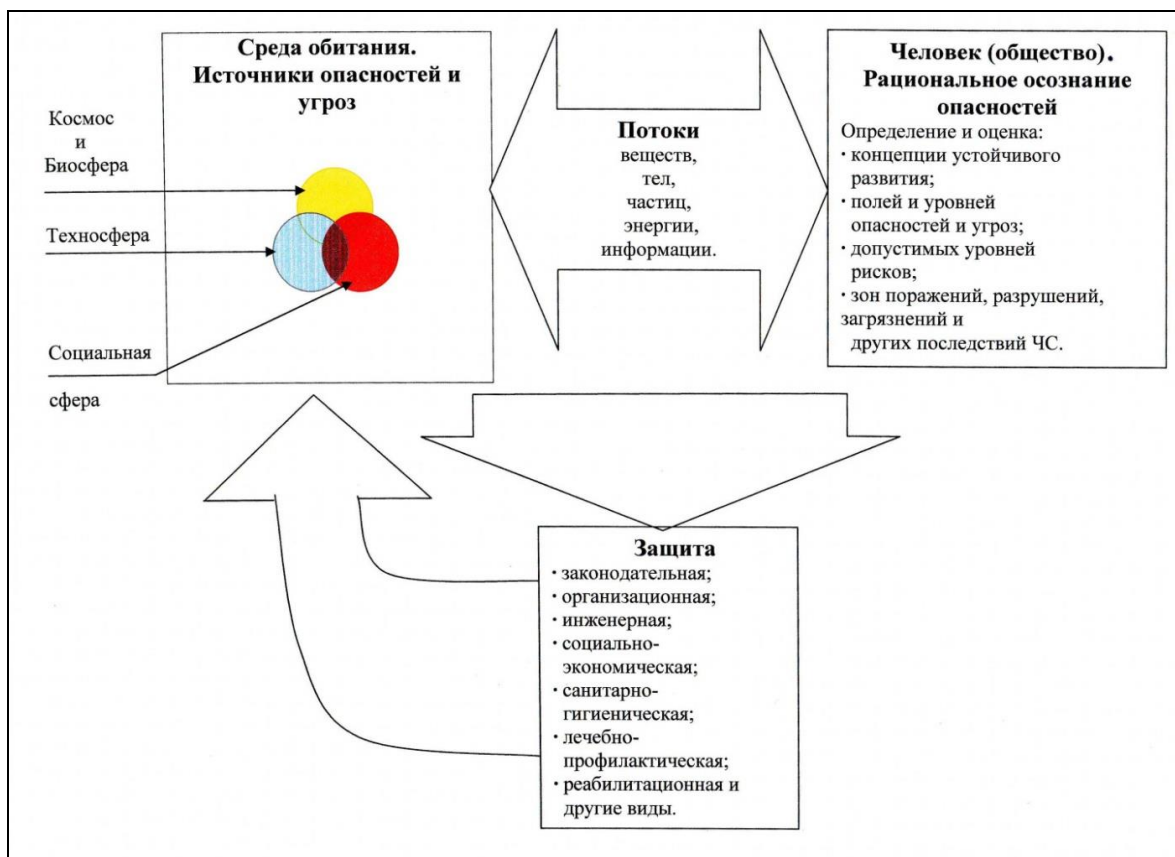 Среда обитания.
Источники опасностей и
угроз
Космос
и
Биосфера
Техносфера
Социальная
сфера
Потоки
веществ,
тел,
частиц,
энергии,
информации.
Человек (общество).
Рациональное осознание
опасностей
Определение и оценка:
· концепции устойчивого
развития;
· полей и уровней
опасностей и угроз;
· допустимых уровней
рисков;
· зон поражений, разрушений,
загрязнений и
других последствий ЧС.
Защита
· законодательная;
· организационная;
· инженерная;
· социально-
экономическая;
· санитарно-
гигиеническая;
· лечебно-
профилактическая;
· реабилитационная и
другие виды.